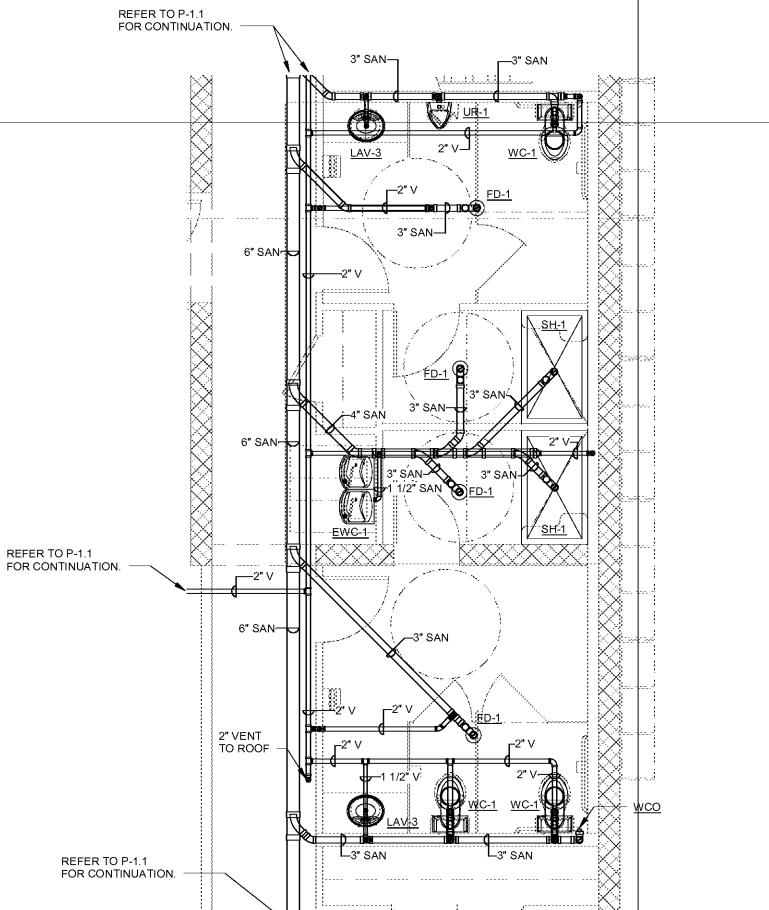 REFER TO P-1.1
FOR CONTINUATION.
3" SAN
3" SAN
UR-1
LAV-3
2" V
WC-1
2" V
FD-1
3" SAN
6" SAN
2" V
SH-1
FD-1
3" SAN
3" SAN
4" SAN
6" SAN
2" V
3" SAN
3" SAN
1 1/2" SAN
FD-1
EWC-1
SH-1
REFER TO P-1.1
FOR CONTINUATION.
2" V
6" SAN
3" SAN
2" V
2" V
FD-1
2" VENT
TO ROOF
2" V
2" V
1 1/2" V
2" V
WC-1
WC-1
WCO
LAV-3
3" SAN
3" SAN
REFER TO P-1.1
FOR CONTINUATION.